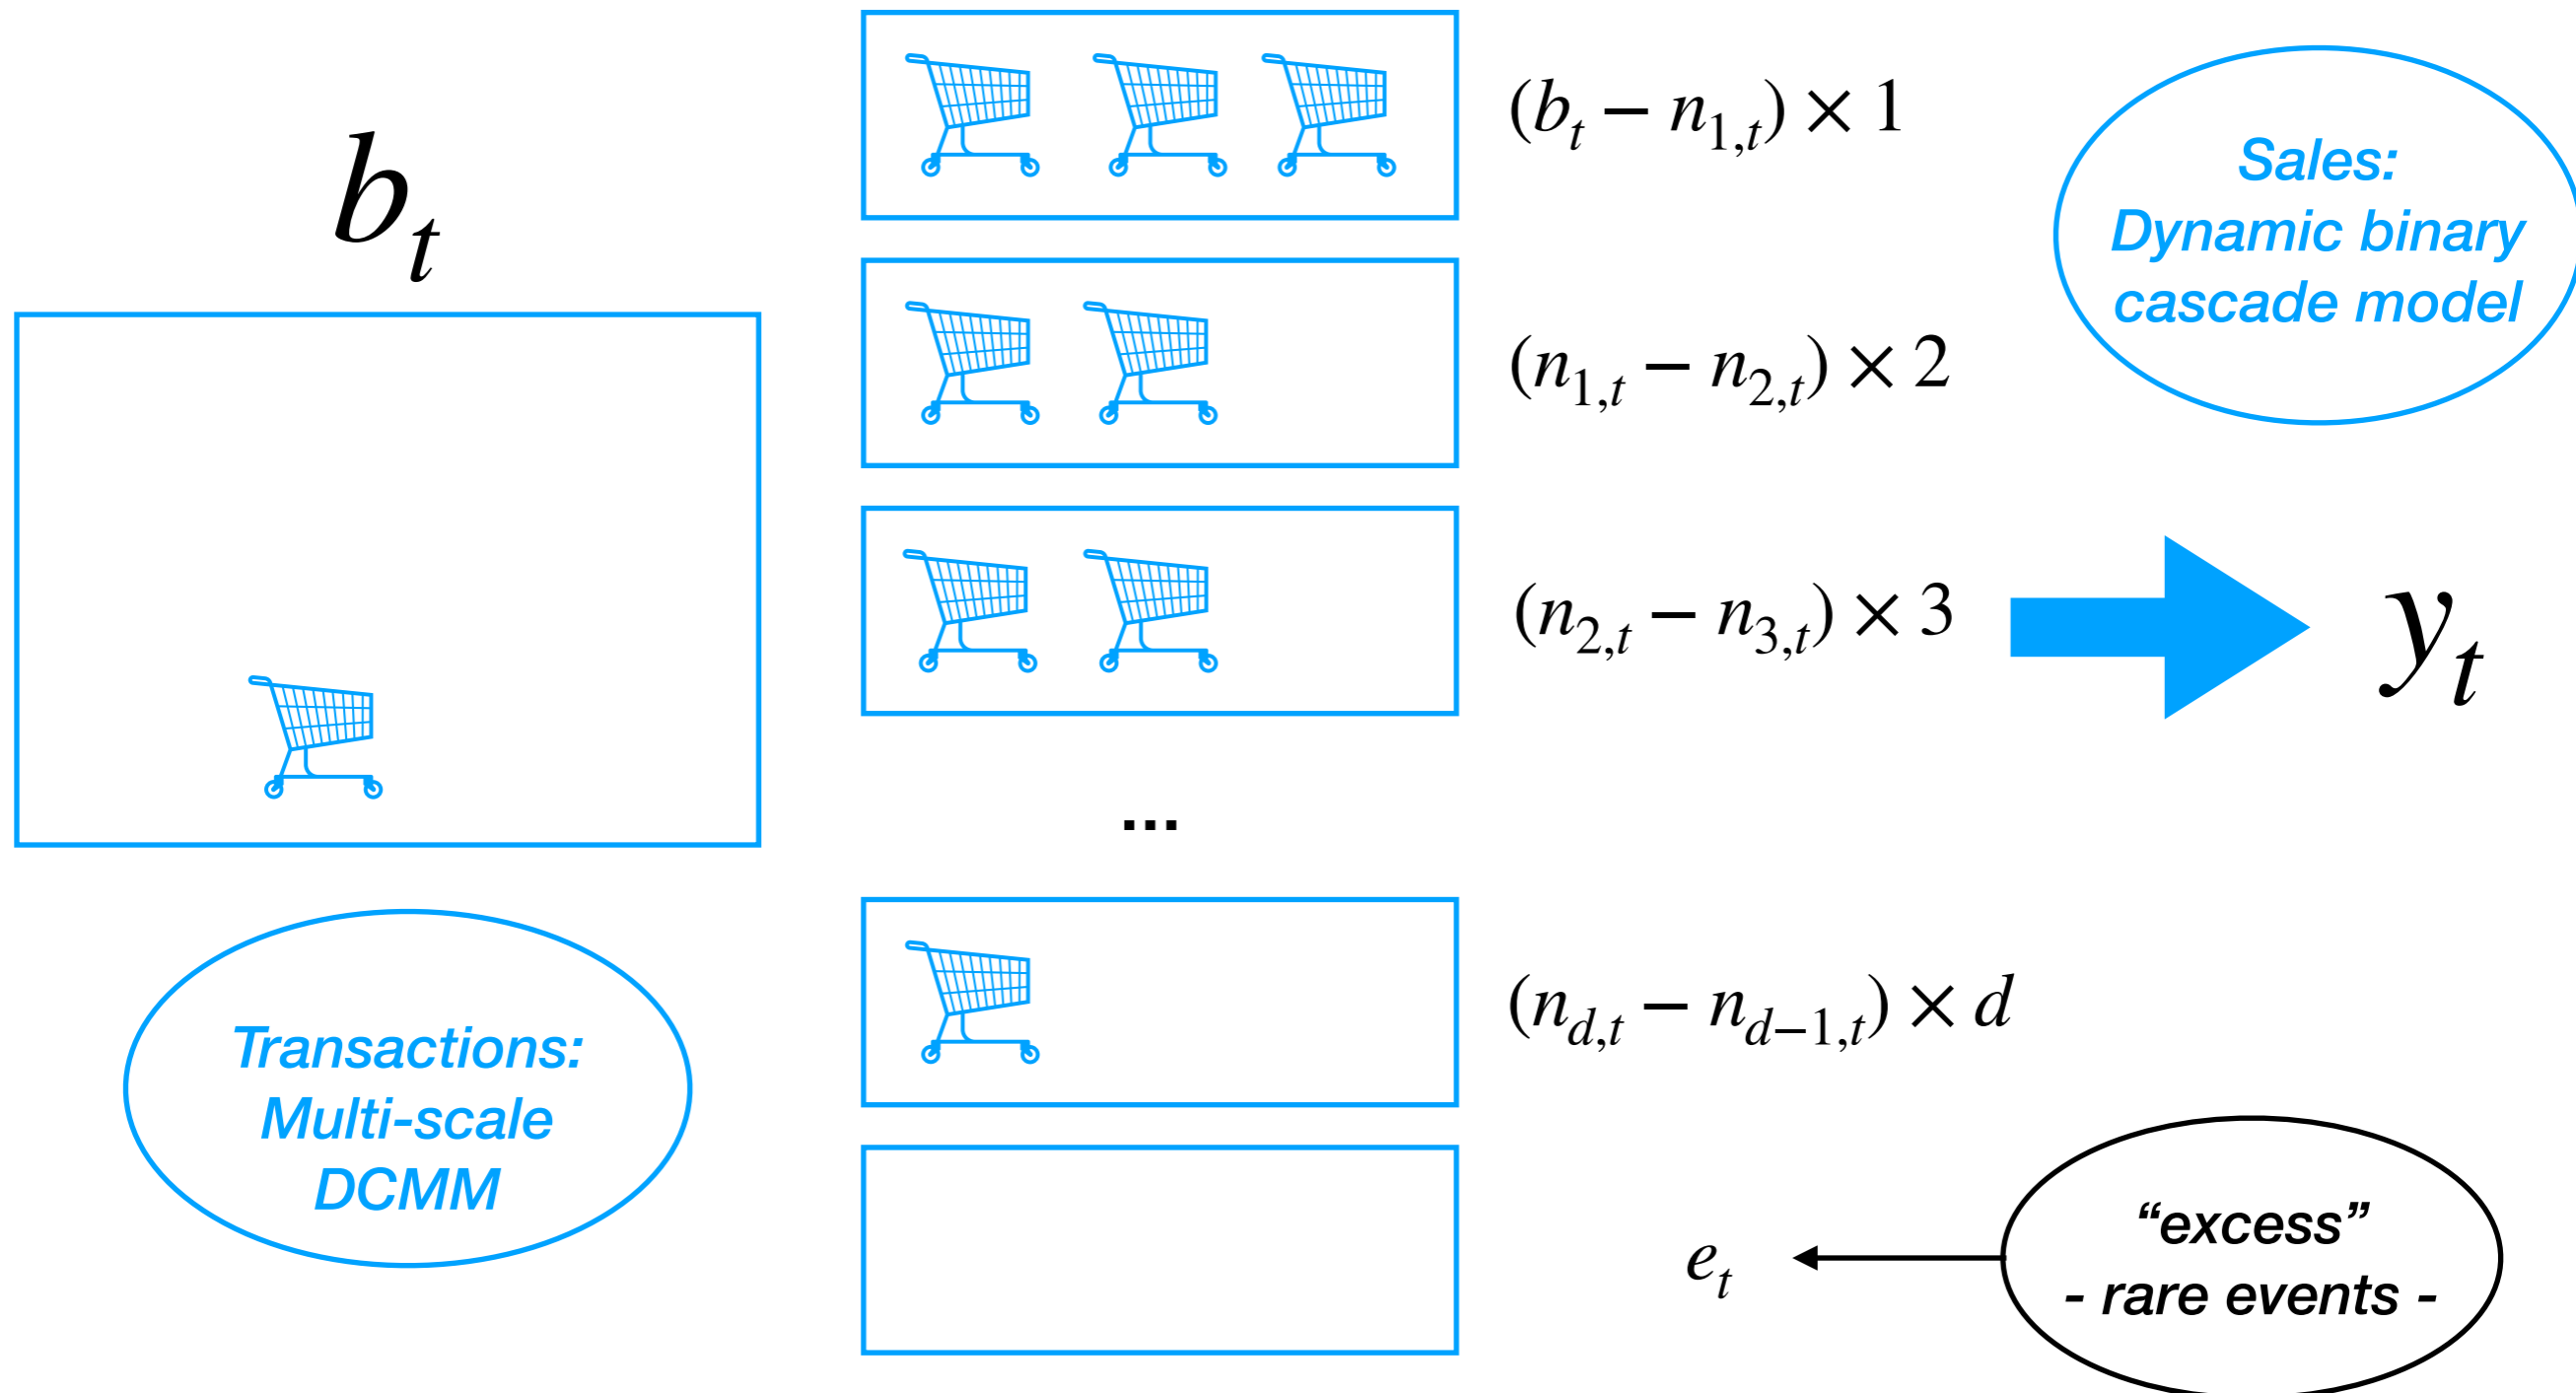 b_t
(b_t − n_{1,t}) × 1
(n_{1,t} − n_{2,t}) × 2
(n_{2,t} − n_{3,t}) × 3
...
(n_{d,t} − n_{d−1,t}) × d
e_t
Sales:
Dynamic binary
cascade model
y_t
Transactions:
Multi-scale
DCMM
“excess”
- rare events -